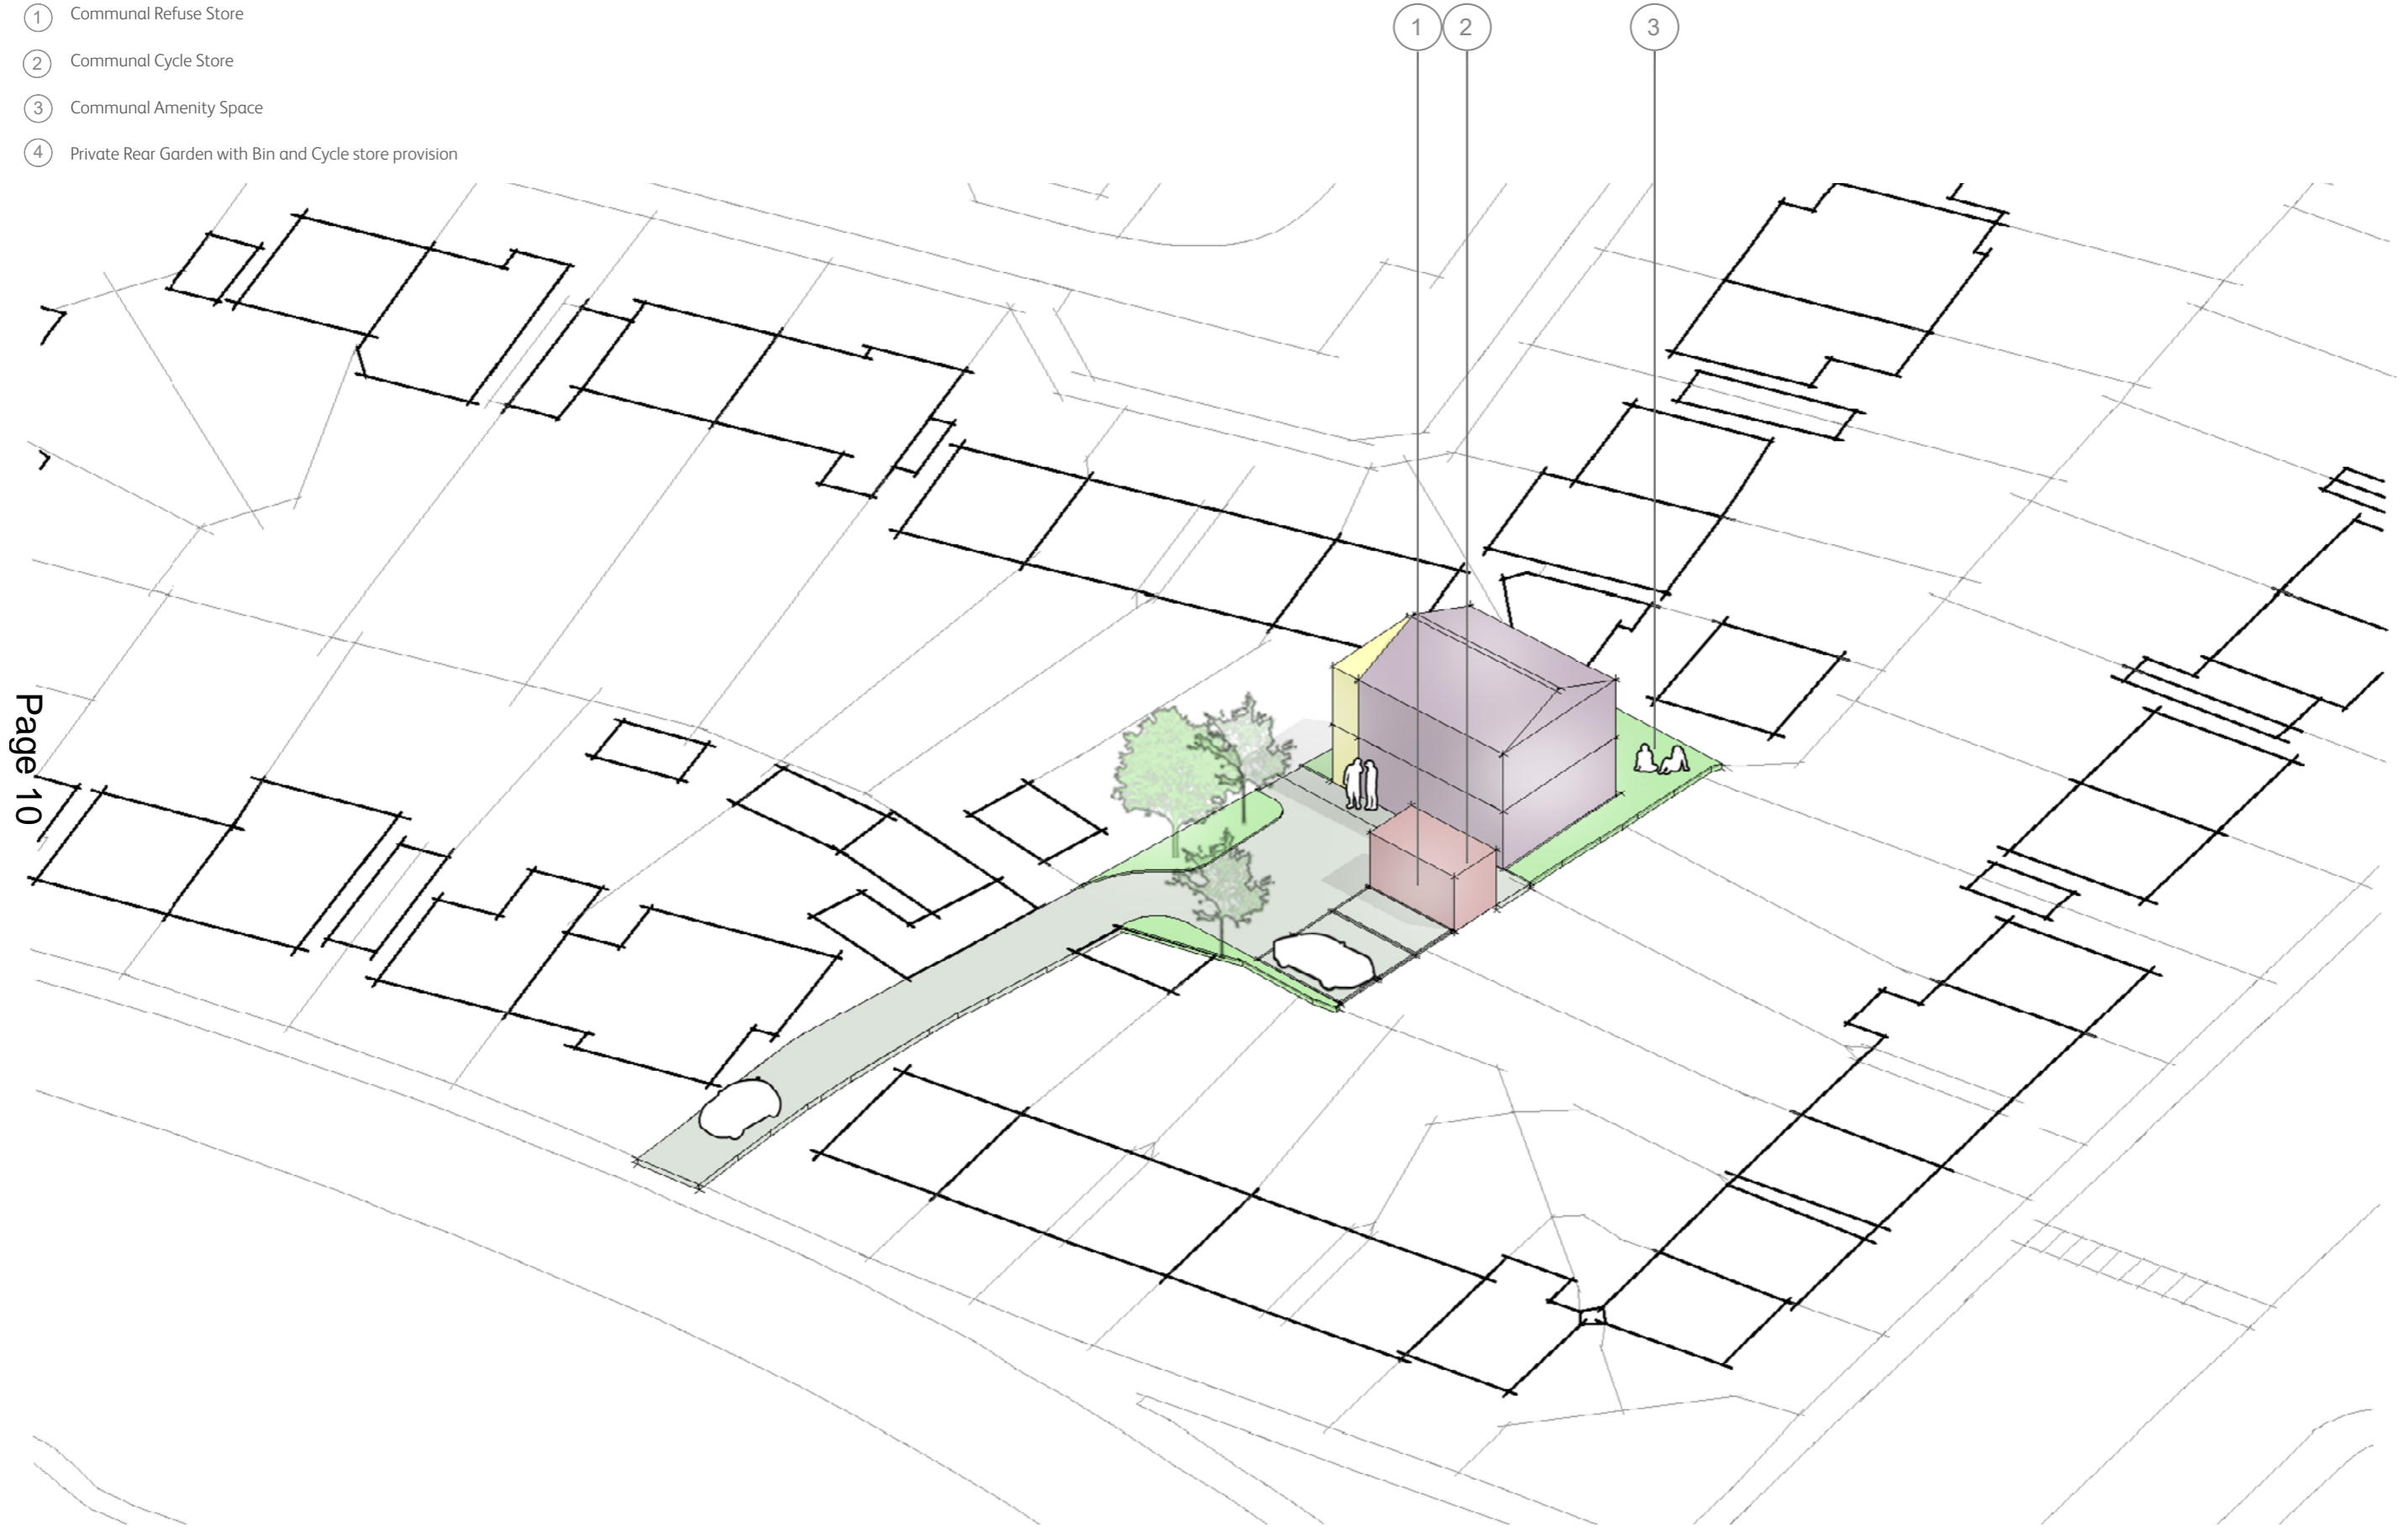 1 Communal Refuse Store
2 Communal Cycle Store
3 Communal Amenity Space
4 Private Rear Garden with Bin and Cycle store provision
1 2 3
Page 10